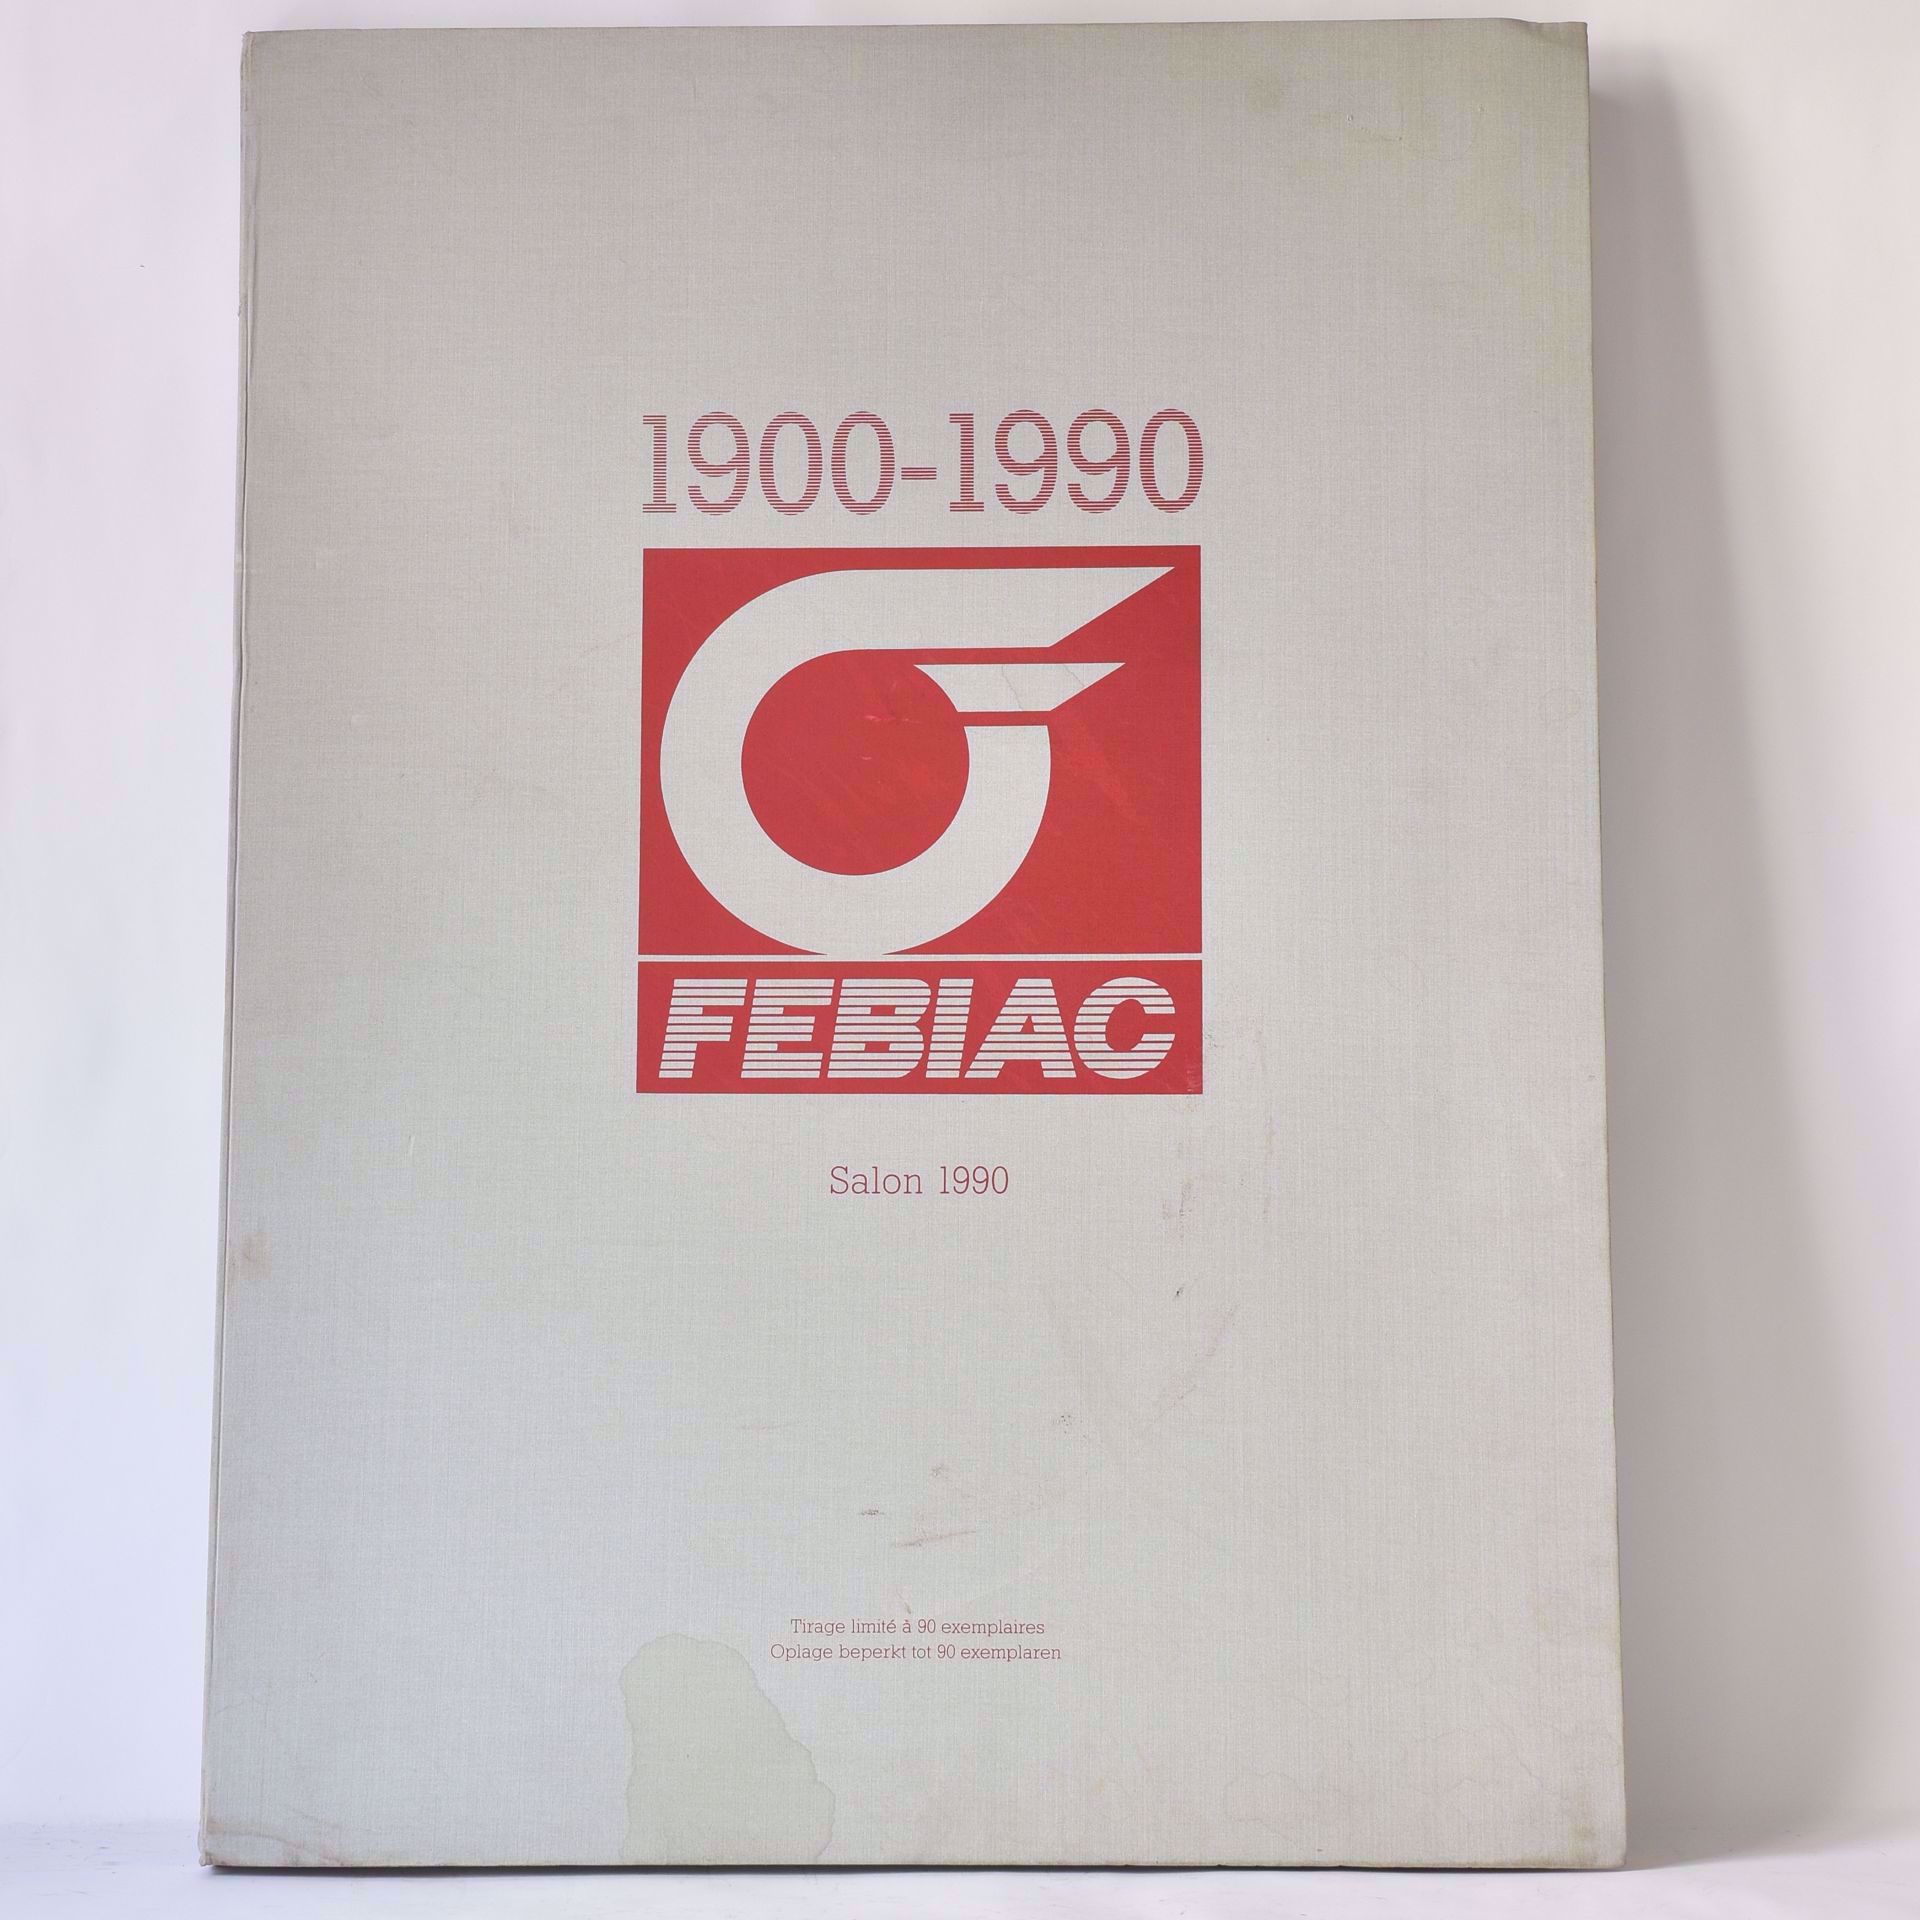 1900-1990
FEBIAC
Salon 1990
Tirage limité à 90 exemplaires
Oplage beperkt tot 90 exemplaren